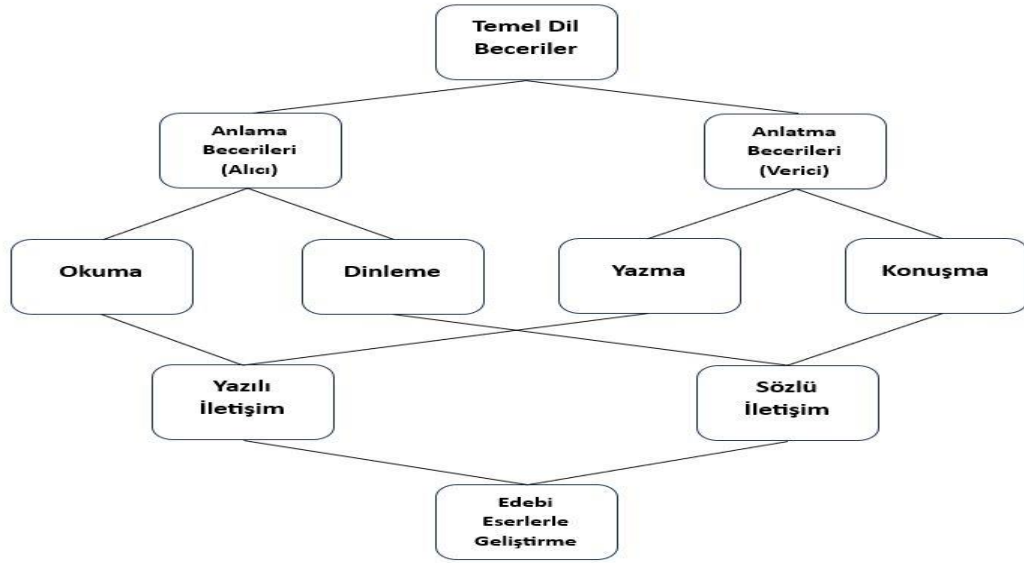 Temel Dil
Beceriler
Anlama
Becerileri
(Alıcı)
Anlatma
Becerileri
(Verici)
Okuma
Dinleme
Yazma
Konuşma
Yazılı
İletişim
Sözlü
İletişim
Edebi
Eserlerle
Geliştirme